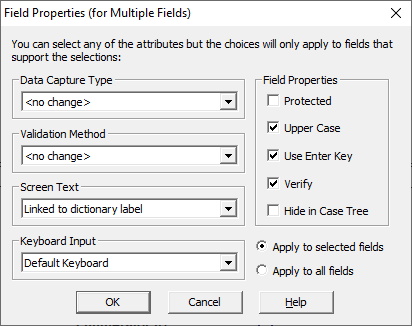 Field Properties (for Multiple Fields)
You can select any of the attributes but the choices will only apply to fields that
support the selections:
Data Capture Type
<no change>
Validation Method
<no change>
Screen Text
Linked to dictionary label
Keyboard Input
Default Keyboard
Field Properties
Protected
Upper Case
Use Enter Key
Verify
Hide in Case Tree
Apply to selected fields
Apply to all fields
OK
Cancel
Help